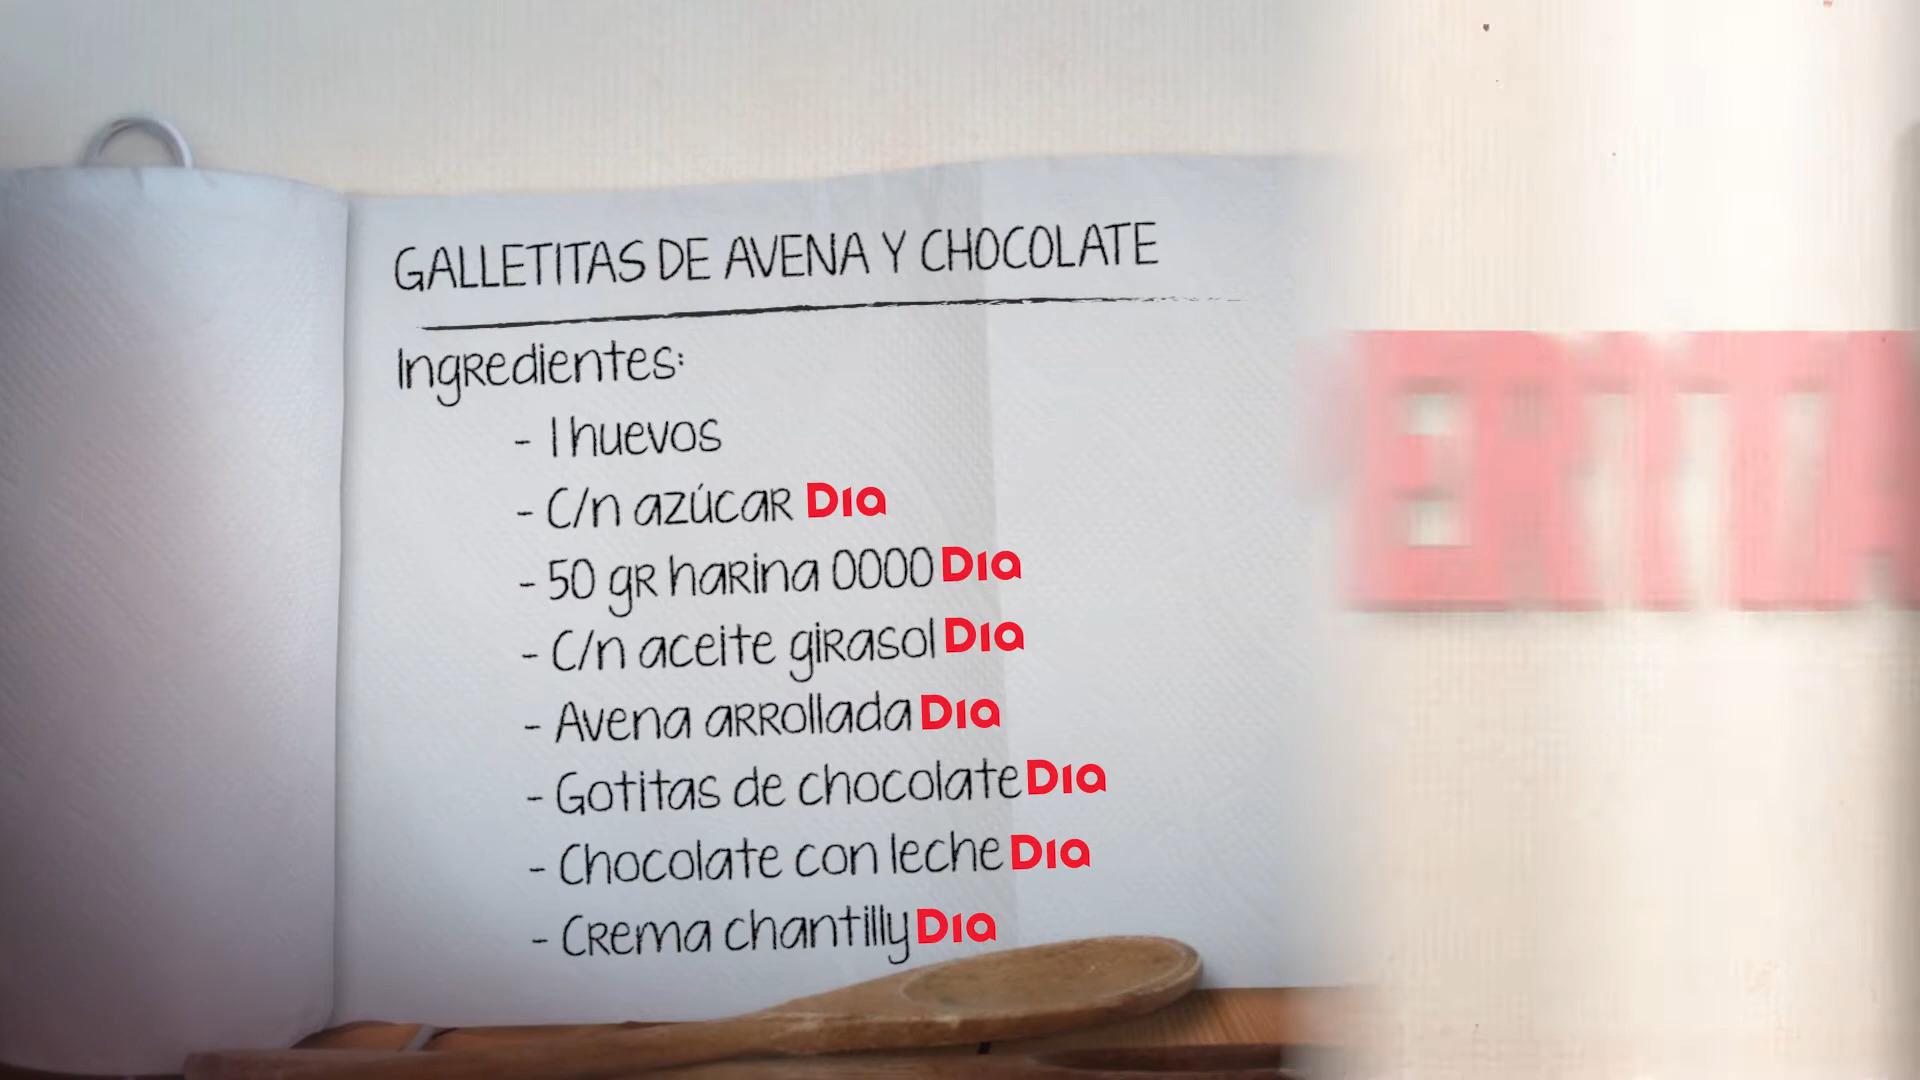 GALLETITAS DE AVENA Y CHOCOLATE
Ingredientes:
- 1 huevos
- C/n azúcar Dia
- 50 gr harina 0000 Dia
- C/n aceite girasol Dia
- Avena arrollada Dia
- Gotitas de chocolate Dia
- Chocolate con leche Dia
- Crema chantilly Dia